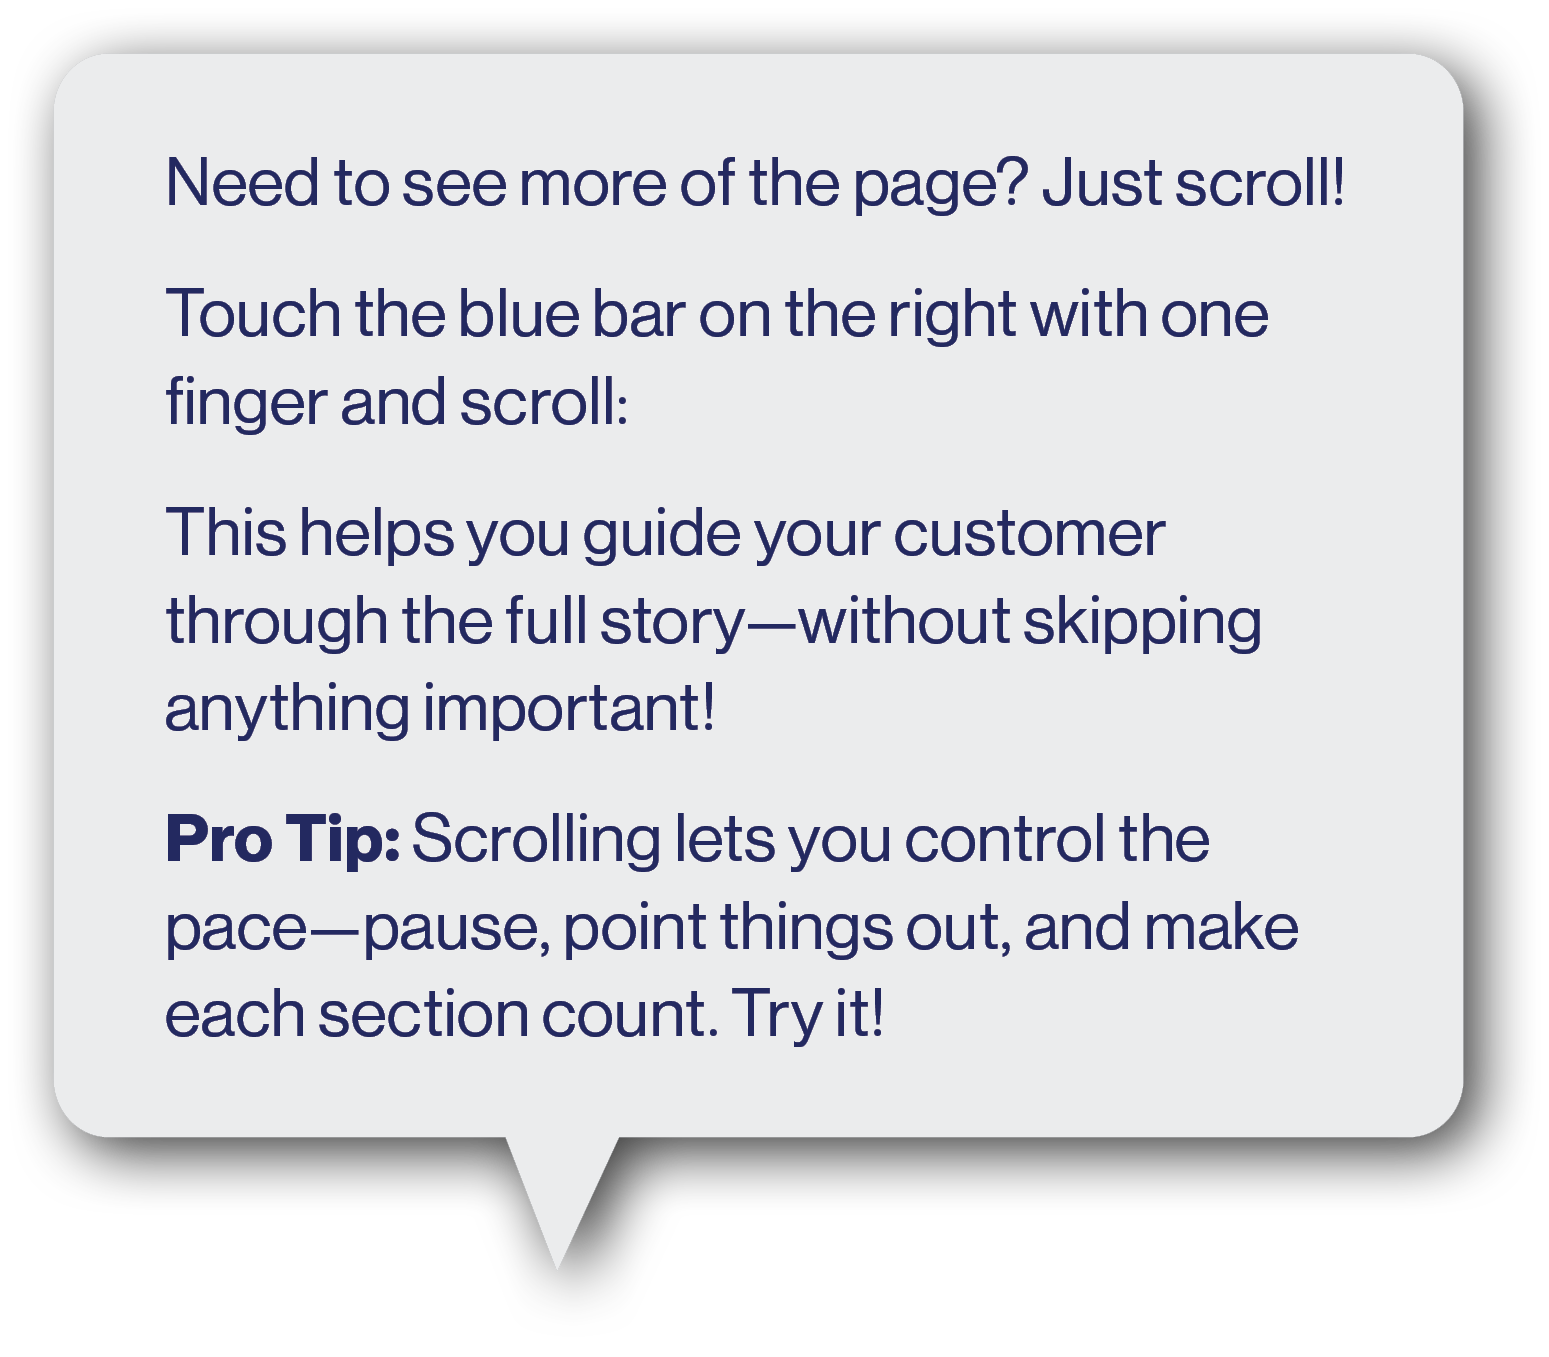 Need to see more of the page? Just scroll!
Touch the blue bar on the right with one
finger and scroll:
This helps you guide your customer
through the full story—without skipping
anything important!
Pro Tip: Scrolling lets you control the
pace—pause, point things out, and make
each section count. Try it!